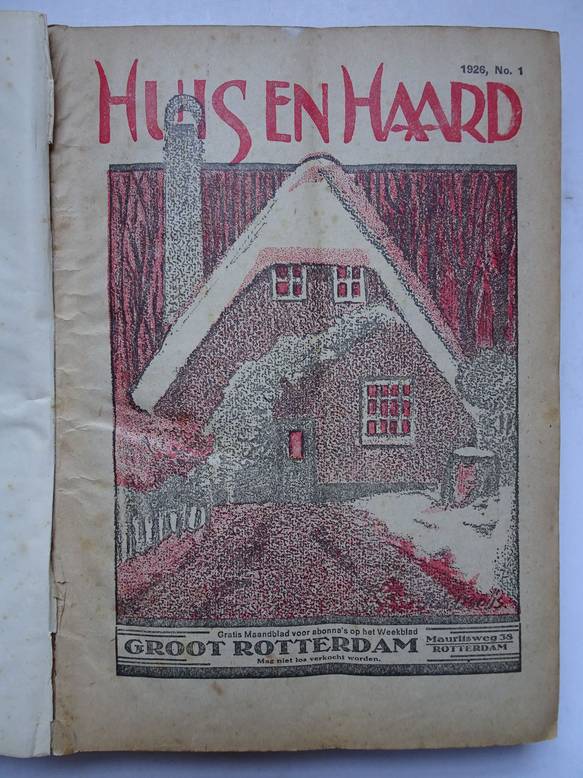 1926, No. 1
HUIS EN HAARD
Gratis Maandblad voor abonné's op het Weekblad
GROOT ROTTERDAM
Mag niet los verkocht worden.
Mauritsweg 38
ROTTERDAM